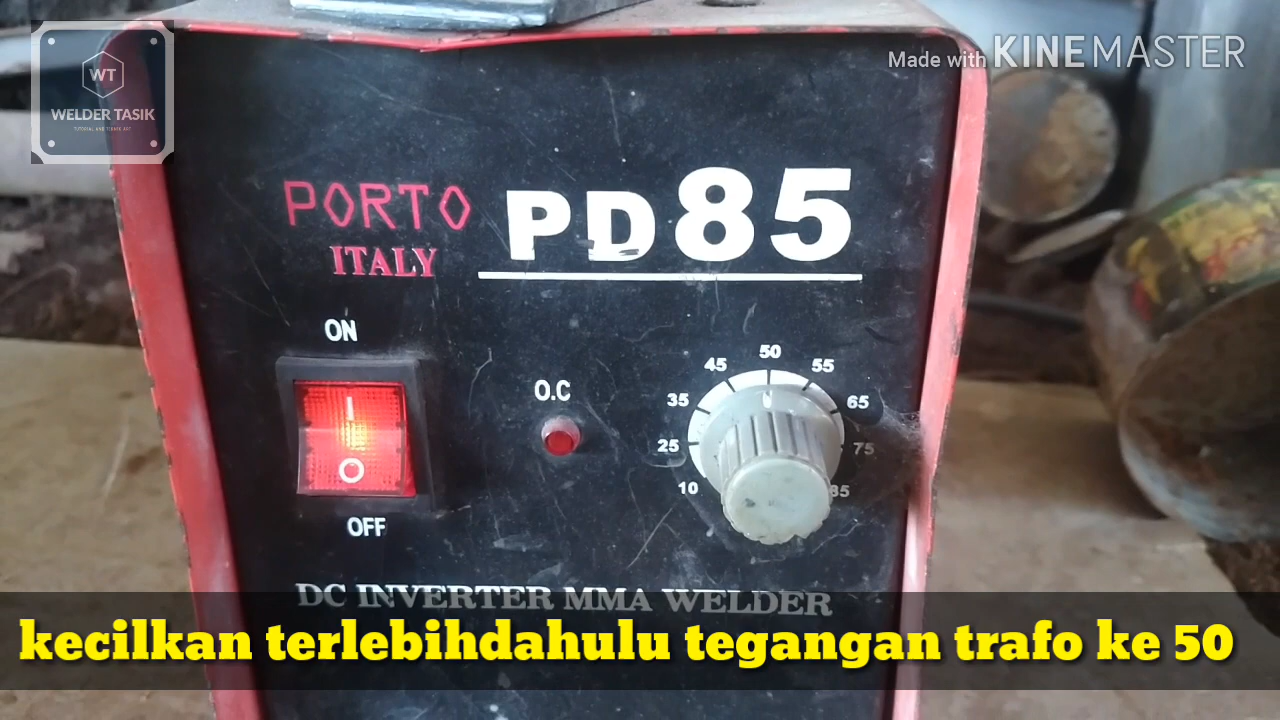 WT
WELDER TASIK
Made with KINEMASTER
PORTO
ITALY
PD85
ON
OFF
O.C
10
25
35
45
50
55
65
75
85
DC INVERTER MMA WELDER
kecilkan terlebihdahulu tegangan trafo ke 50